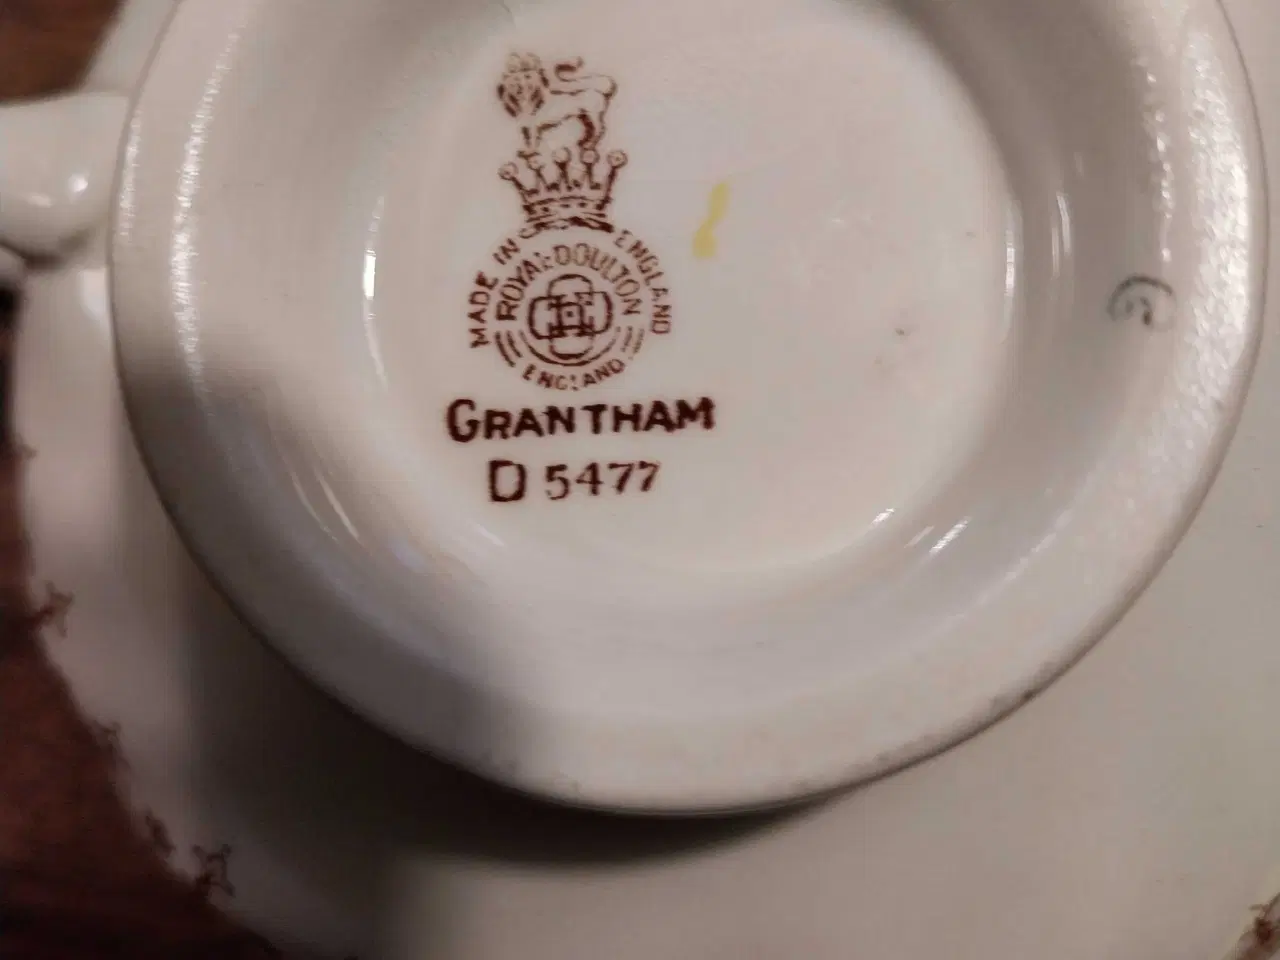 MADE IN ENGLAND
ROYAL DOULTON
ENGLAND
GRANTHAM
D 5477